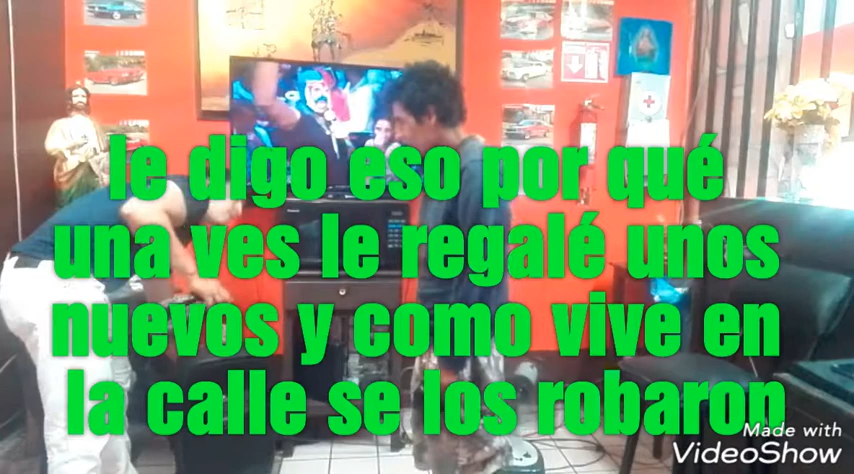 le digo eso por qué
una ves le regalé unos
nuevos y como vive en
la calle se los robaron
Made with
VideoShow